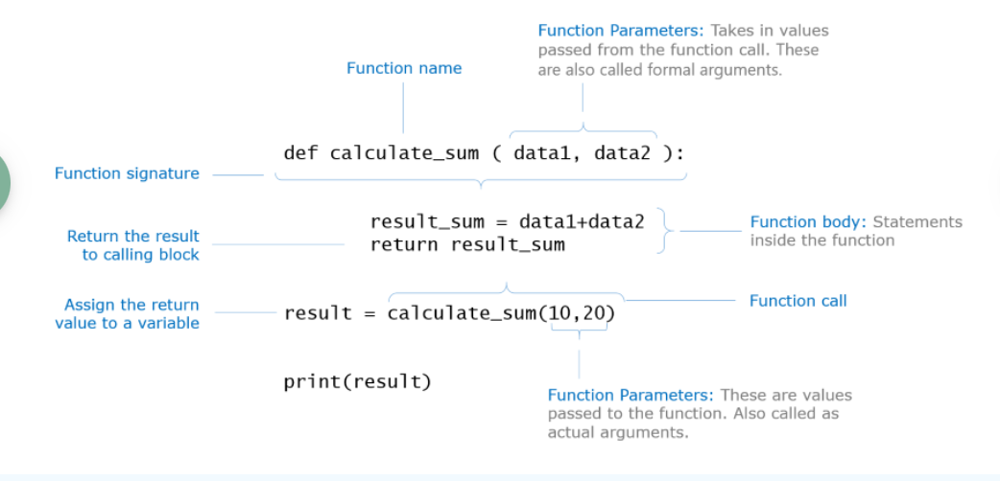 Function Parameters: Takes in values
passed from the function call. These
are also called formal arguments.
Function name
def calculate_sum ( data1, data2 ):
Function signature
result_sum = data1+data2
return result_sum
Function body: Statements
inside the function
Return the result
to calling block
Assign the return
value to a variable
result = calculate_sum(10,20)
Function call
print(result)
Function Parameters: These are values
passed to the function. Also called as
actual arguments.